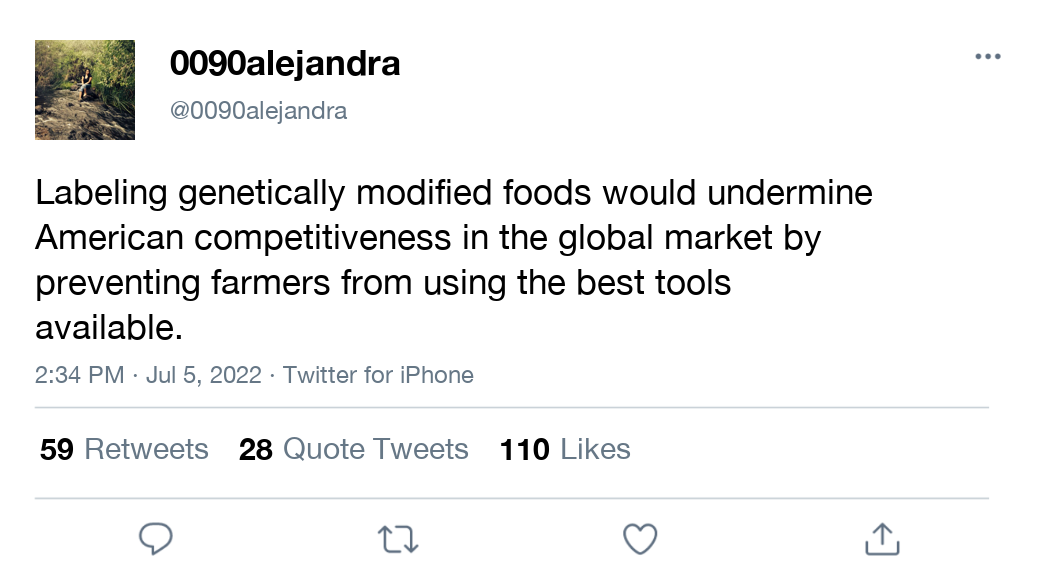 0090alejandra
@0090alejandra
Labeling genetically modified foods would undermine
American competitiveness in the global market by
preventing farmers from using the best tools
available.
2:34 PM · Jul 5, 2022 · Twitter for iPhone
59 Retweets 28 Quote Tweets 110 Likes